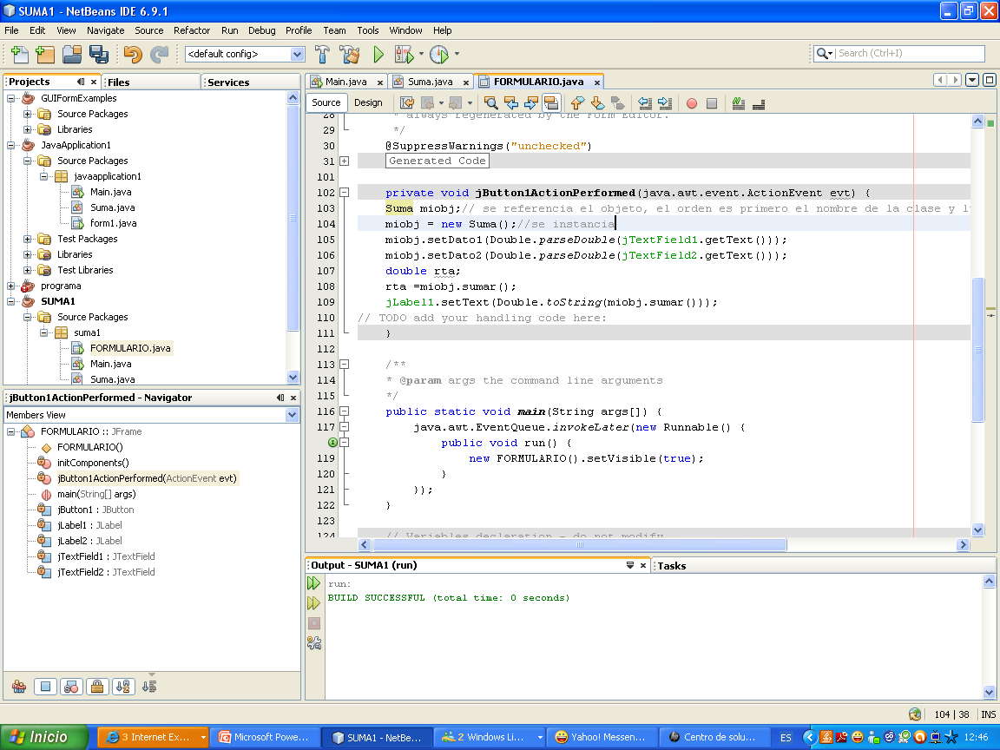 SUMA1 - NetBeans IDE 6.9.1
File Edit View Navigate Source Refactor Run Debug Profile Team Tools Window Help
<default config>
Search (Ctrl+I)
Projects Files Services
GUIFormExamples
Source Packages
Libraries
JavaApplication1
Source Packages
javaapplication1
Main.java
Suma.java
form1.java
Test Packages
Libraries
Test Libraries
programa
SUMA1
Source Packages
suma1
FORMULARIO.java
Main.java
Suma.java
jButton1ActionPerformed - Navigator
Members View
FORMULARIO :: JFrame
FORMULARIO()
initComponents()
jButton1ActionPerformed(ActionEvent evt)
main(String[] args)
jButton1 : JButton
jLabel1 : JLabel
jLabel2 : JLabel
jTextField1 : JTextField
jTextField2 : JTextField
Main.java Suma.java FORMULARIO.java
Source Design
28 * always regenerated by the Form Editor.
29 */
30 @SuppressWarnings("unchecked")
31 Generated Code
101
102 private void jButton1ActionPerformed(java.awt.event.ActionEvent evt) {
103 Suma miobj;// se referencia el objeto, el orden es primero el nombre de la clase y
104 miobj = new Suma();//se instancia
105 miobj.setDato1(Double.parseDouble(jTextField1.getText()));
106 miobj.setDato2(Double.parseDouble(jTextField2.getText()));
107 double rta;
108 rta =miobj.sumar();
109 jLabel1.setText(Double.toString(miobj.sumar()));
110 // TODO add your handling code here:
111 }
112
113 /**
114 * @param args the command line arguments
115 */
116 public static void main(String args[]) {
117 java.awt.EventQueue.invokeLater(new Runnable() {
public void run() {
119 new FORMULARIO().setVisible(true);
120 }
121 });
122 }
123
124 // Variables declaration - do not modify
Output - SUMA1 (run) Tasks
run:
BUILD SUCCESSFUL (total time: 0 seconds)
104 | 38 INS
Inicio 3 Internet Ex... Microsoft Powe... SUMA1 - NetBe... 2 Windows Li... Yahoo! Messen... Centro de solu... ES 12:46